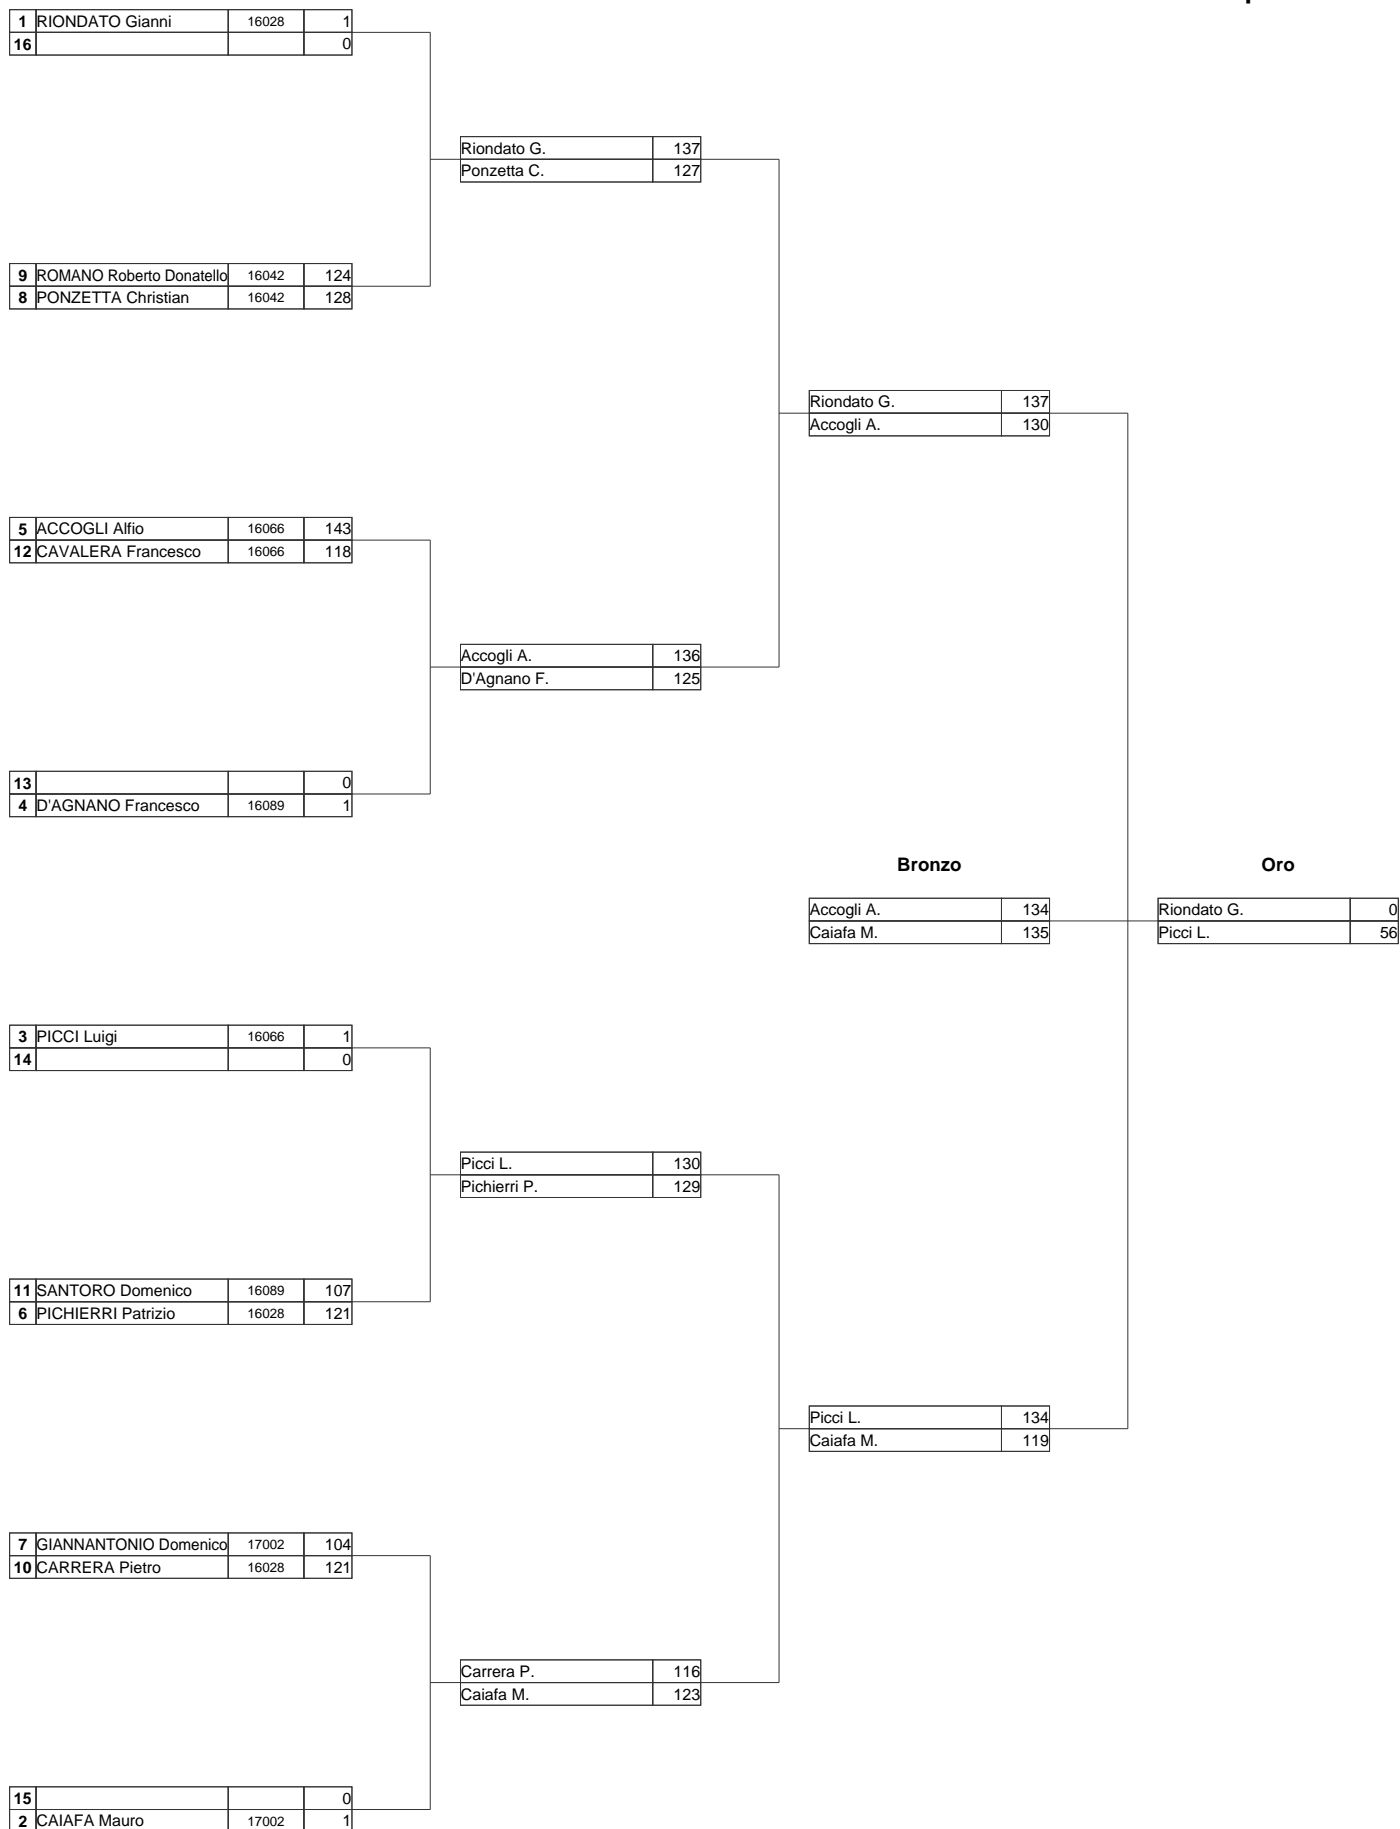 1 RIONDATO Gianni 16028 1
16 0
Riondato G. 137
Ponzetta C. 127
9 ROMANO Roberto Donatello 16042 124
8 PONZETTA Christian 16042 128
Riondato G. 137
Accogli A. 130
5 ACCOGLI Alfio 16066 143
12 CAVALERA Francesco 16066 118
Accogli A. 136
D'Agnano F. 125
13 0
4 D'AGNANO Francesco 16089 1
Bronzo Oro
Accogli A. 134 Riondato G. 0
Caiafa M. 135 Picci L. 56
3 PICCI Luigi 16066 1
14 0
Picci L. 130
Pichierri P. 129
11 SANTORO Domenico 16089 107
6 PICHIERRI Patrizio 16028 121
Picci L. 134
Caiafa M. 119
7 GIANNANTONIO Domenico 17002 104
10 CARRERA Pietro 16028 121
Carrera P. 116
Caiafa M. 123
15 0
2 CAIAFA Mauro 17002 1